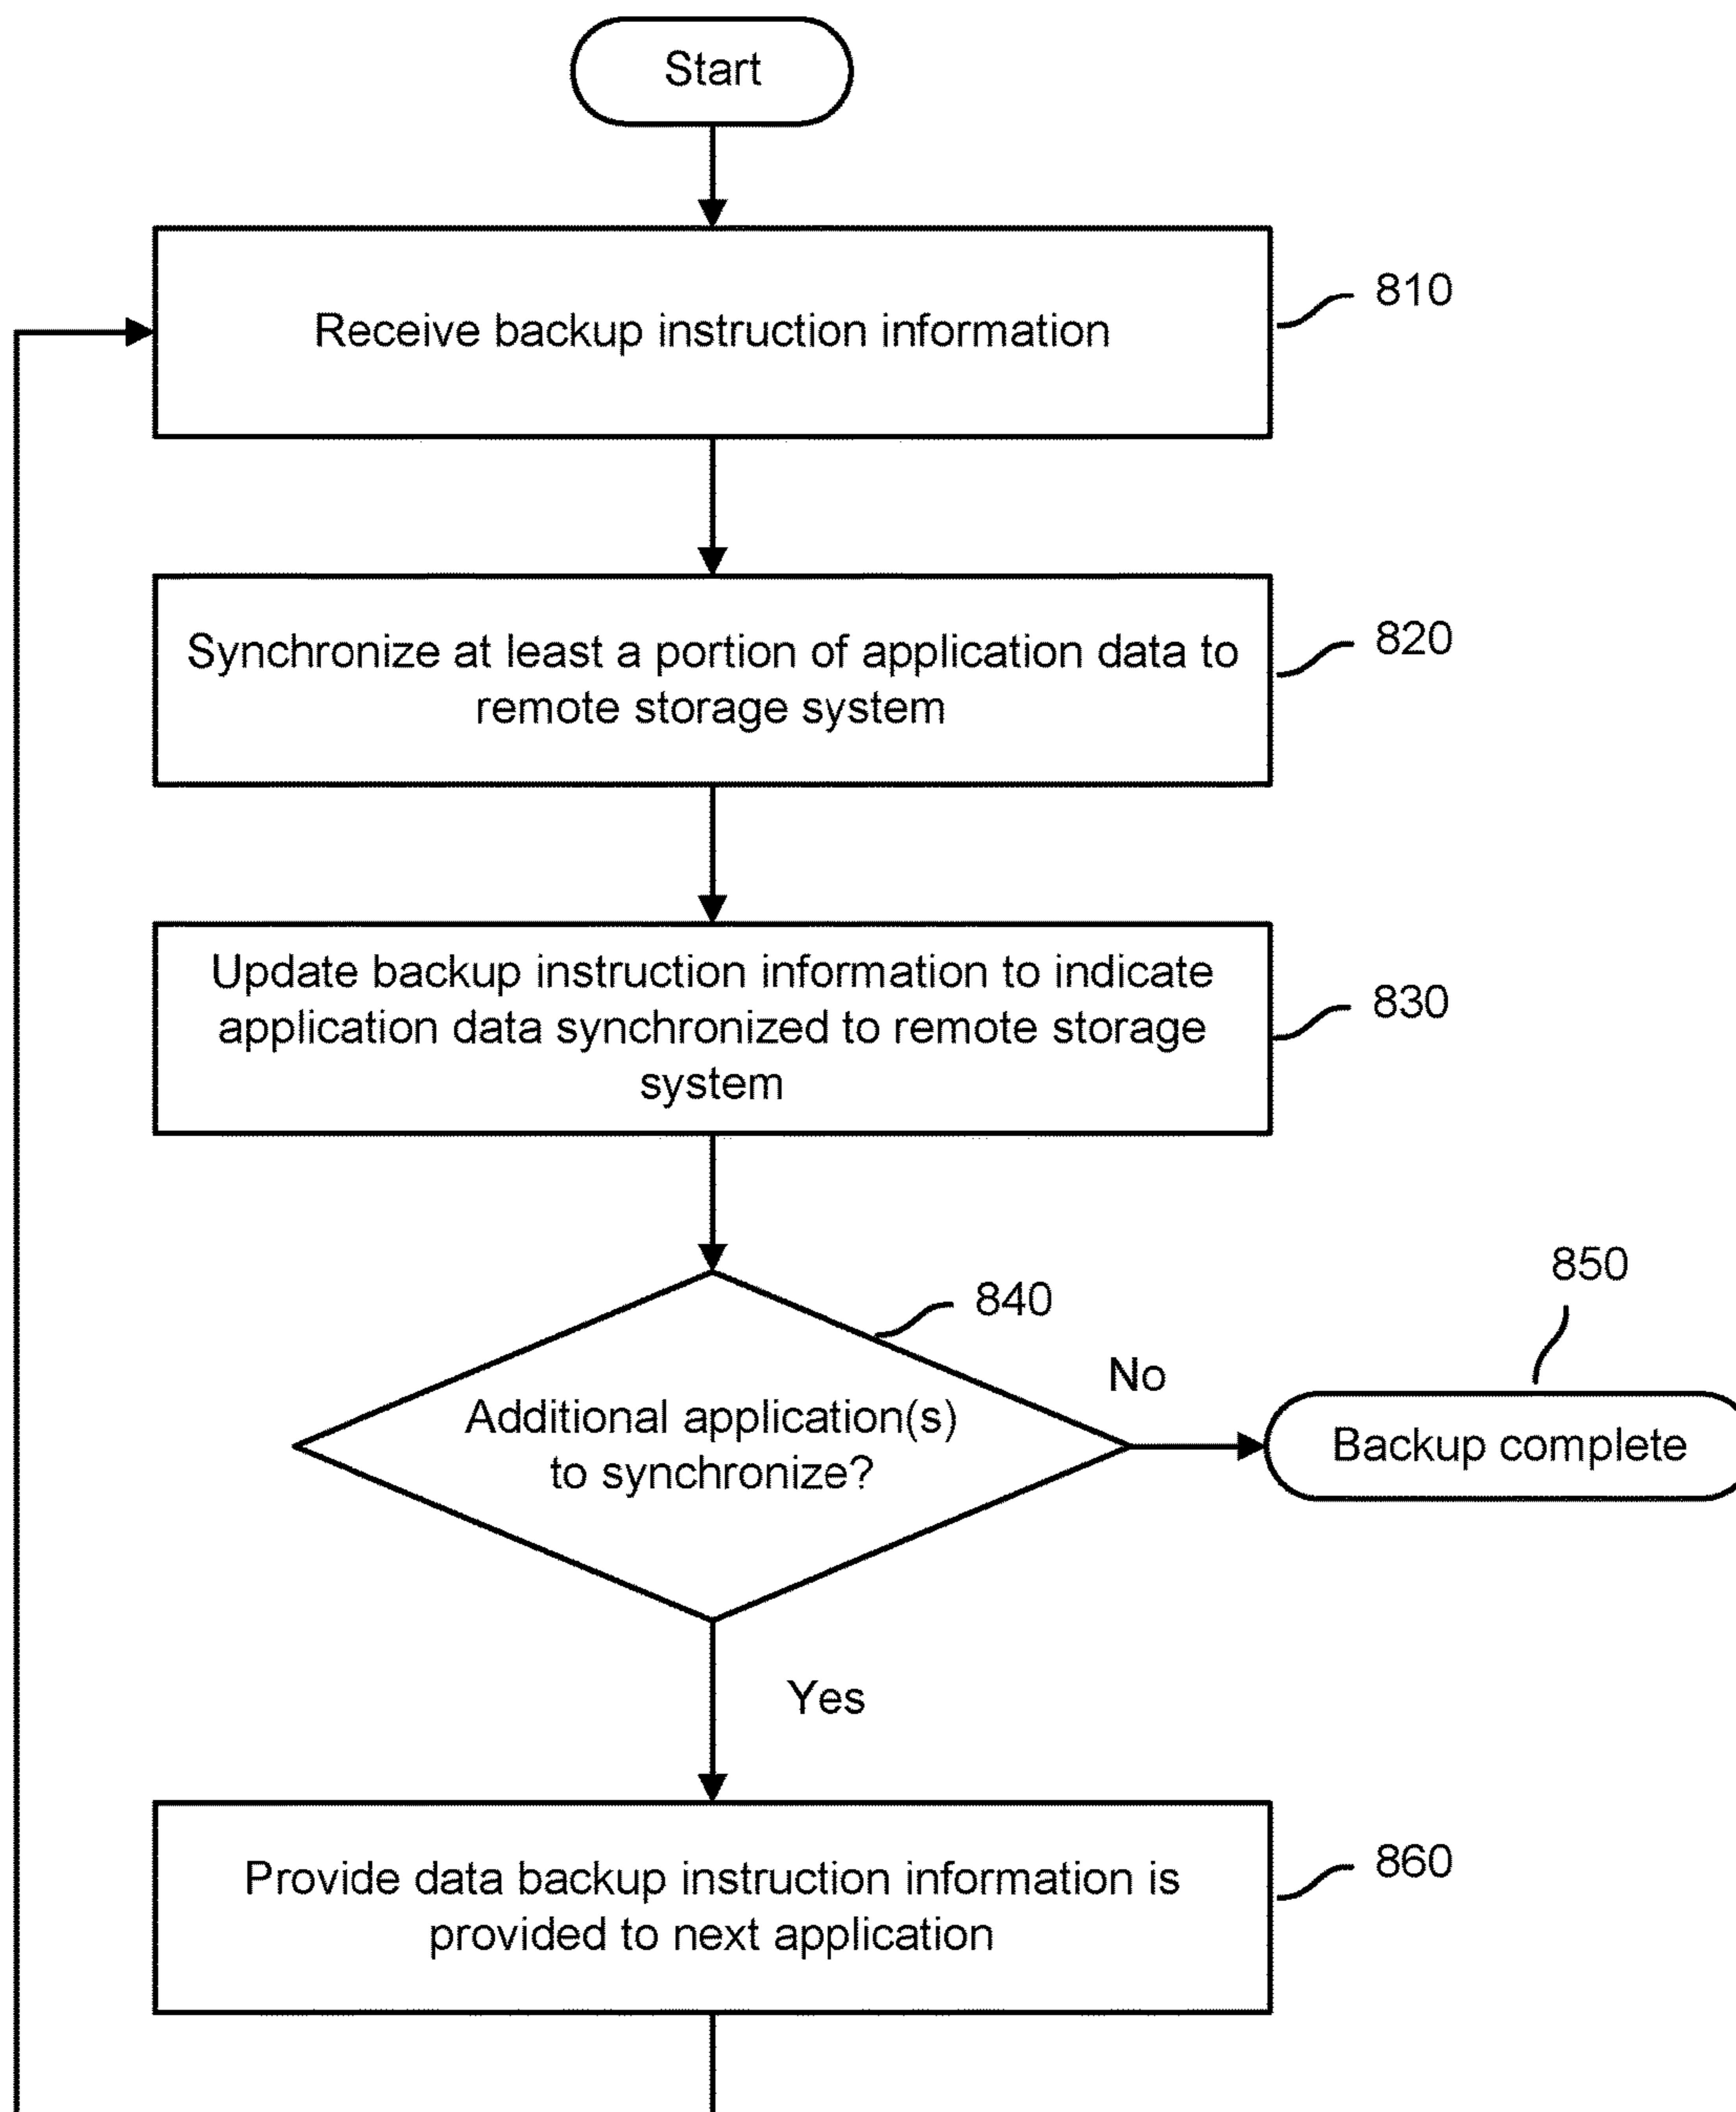 Start
Receive backup instruction information
810
Synchronize at least a portion of application data to
remote storage system
820
Update backup instruction information to indicate
application data synchronized to remote storage
system
830
840
850
Additional application(s)
to synchronize?
No
Backup complete
Yes
Provide data backup instruction information is
provided to next application
860